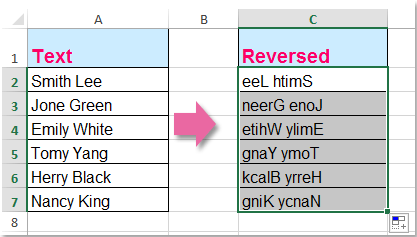 A B C
1 Text Reversed
2 Smith Lee eeL htimS
3 Jone Green neerG enoJ
4 Emily White etihW ylimE
5 Tomy Yang gnaY ymoT
6 Herry Black kcalB yrreH
7 Nancy King gniK ycnaN
8